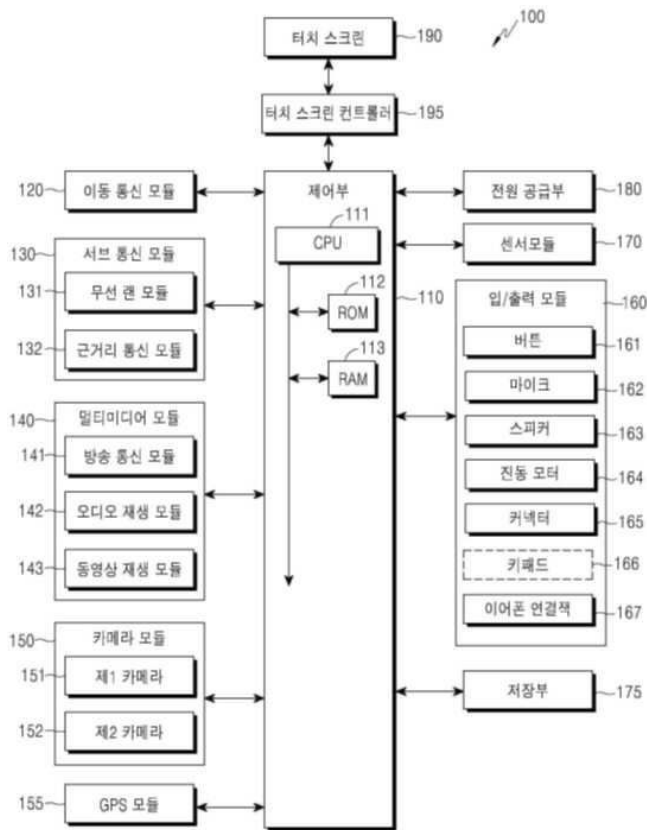 100
터치 스크린 190
터치 스크린 컨트롤러 195
120 이동 통신 모듈
130 서브 통신 모듈
131 무선 랜 모듈
132 근거리 통신 모듈
140 멀티미디어 모듈
141 방송 통신 모듈
142 오디오 재생 모듈
143 동영상 재생 모듈
150 카메라 모듈
151 제1 카메라
152 제2 카메라
155 GPS 모듈
제어부
111
CPU
112
ROM
113
RAM
110
전원 공급부 180
센서모듈 170
입/출력 모듈 160
버튼 161
마이크 162
스피커 163
진동 모터 164
커넥터 165
키패드 166
이어폰 연결잭 167
저장부 175